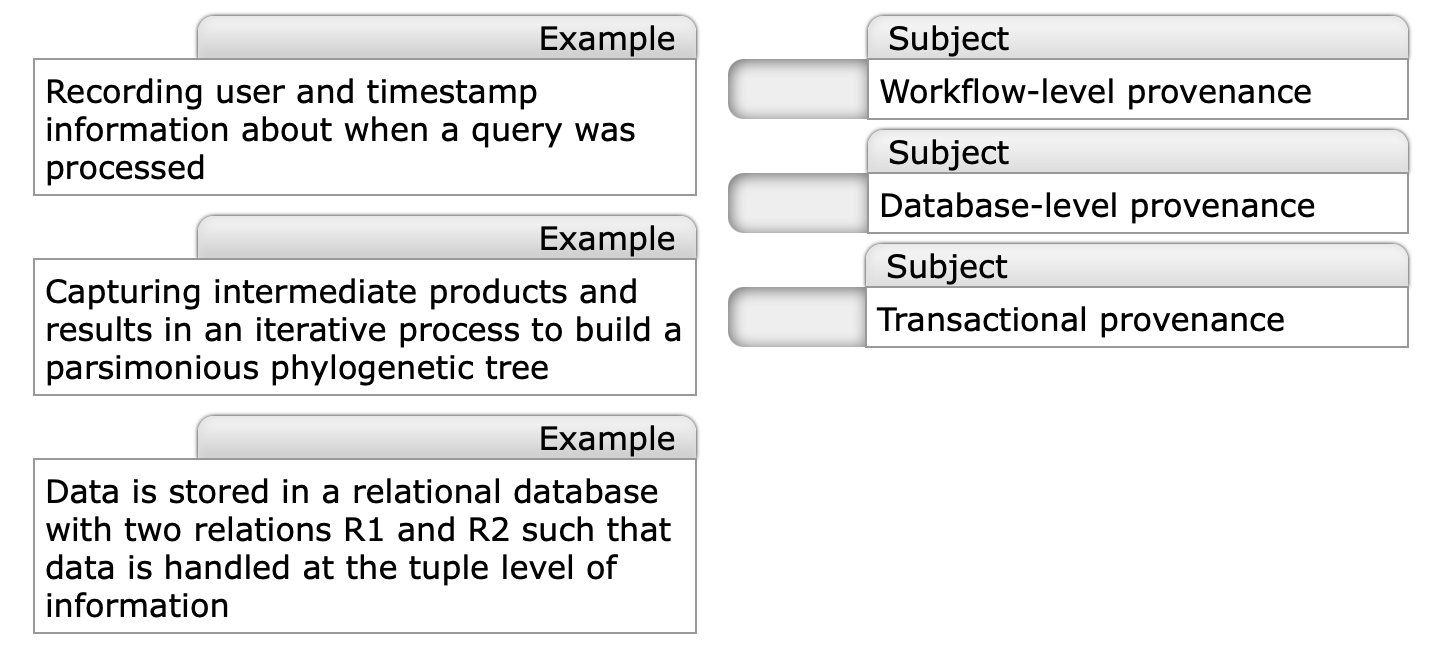 Example
Recording user and timestamp
information about when a query was
processed
Example
Capturing intermediate products and
results in an iterative process to build a
parsimonious phylogenetic tree
Example
Data is stored in a relational database
with two relations R1 and R2 such that
data is handled at the tuple level of
information
Subject
Workflow-level provenance
Subject
Database-level provenance
Subject
Transactional provenance